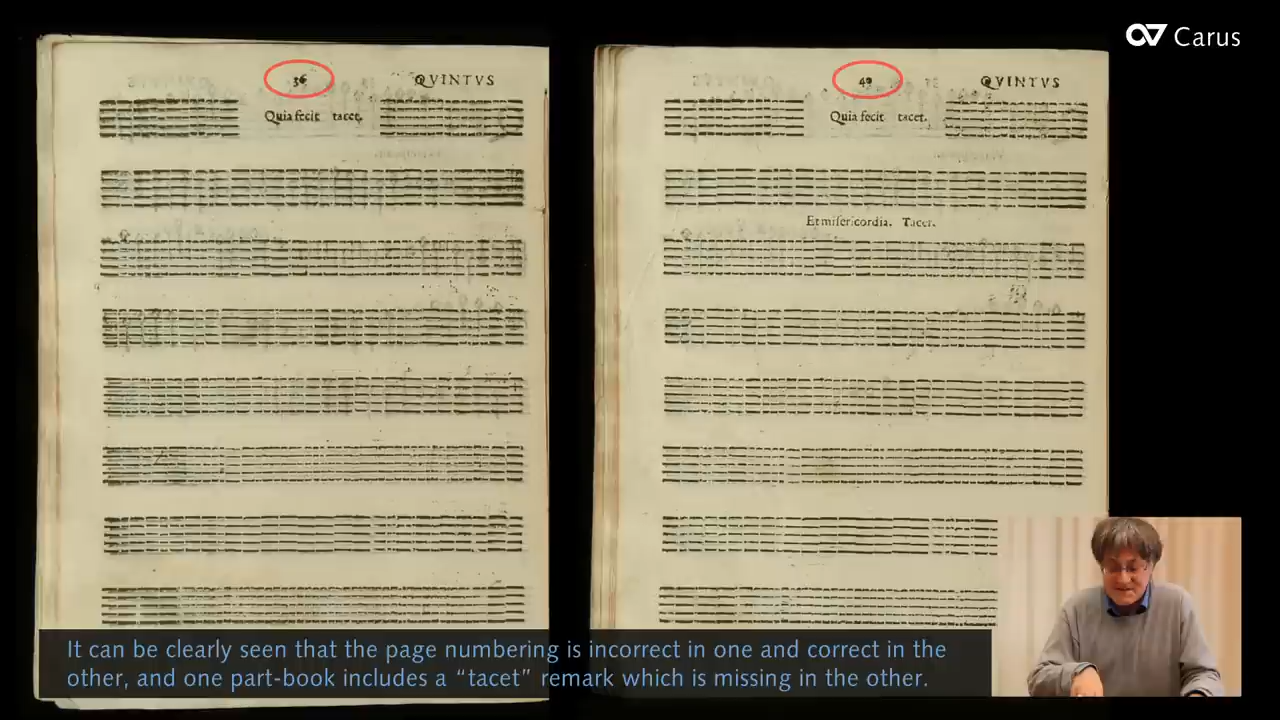 Carus
36
QVINTVS
Quia fecit tacet.
49
QVINTVS
Quia fecit tacet.
Et misericordia. Tacet.
It can be clearly seen that the page numbering is incorrect in one and correct in the
other, and one part-book includes a “tacet” remark which is missing in the other.